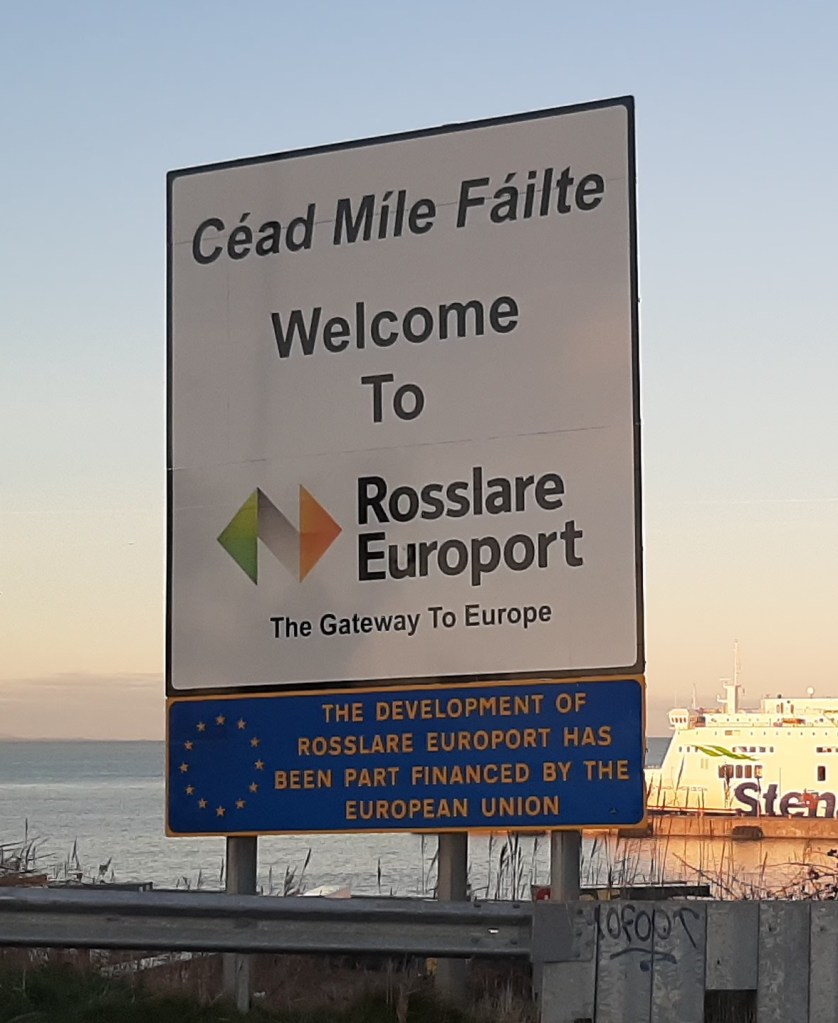 Céad Míle Fáilte
Welcome
To
Rosslare
Europort
The Gateway To Europe
THE DEVELOPMENT OF
ROSSLARE EUROPORT HAS
BEEN PART FINANCED BY THE
EUROPEAN UNION
Sten